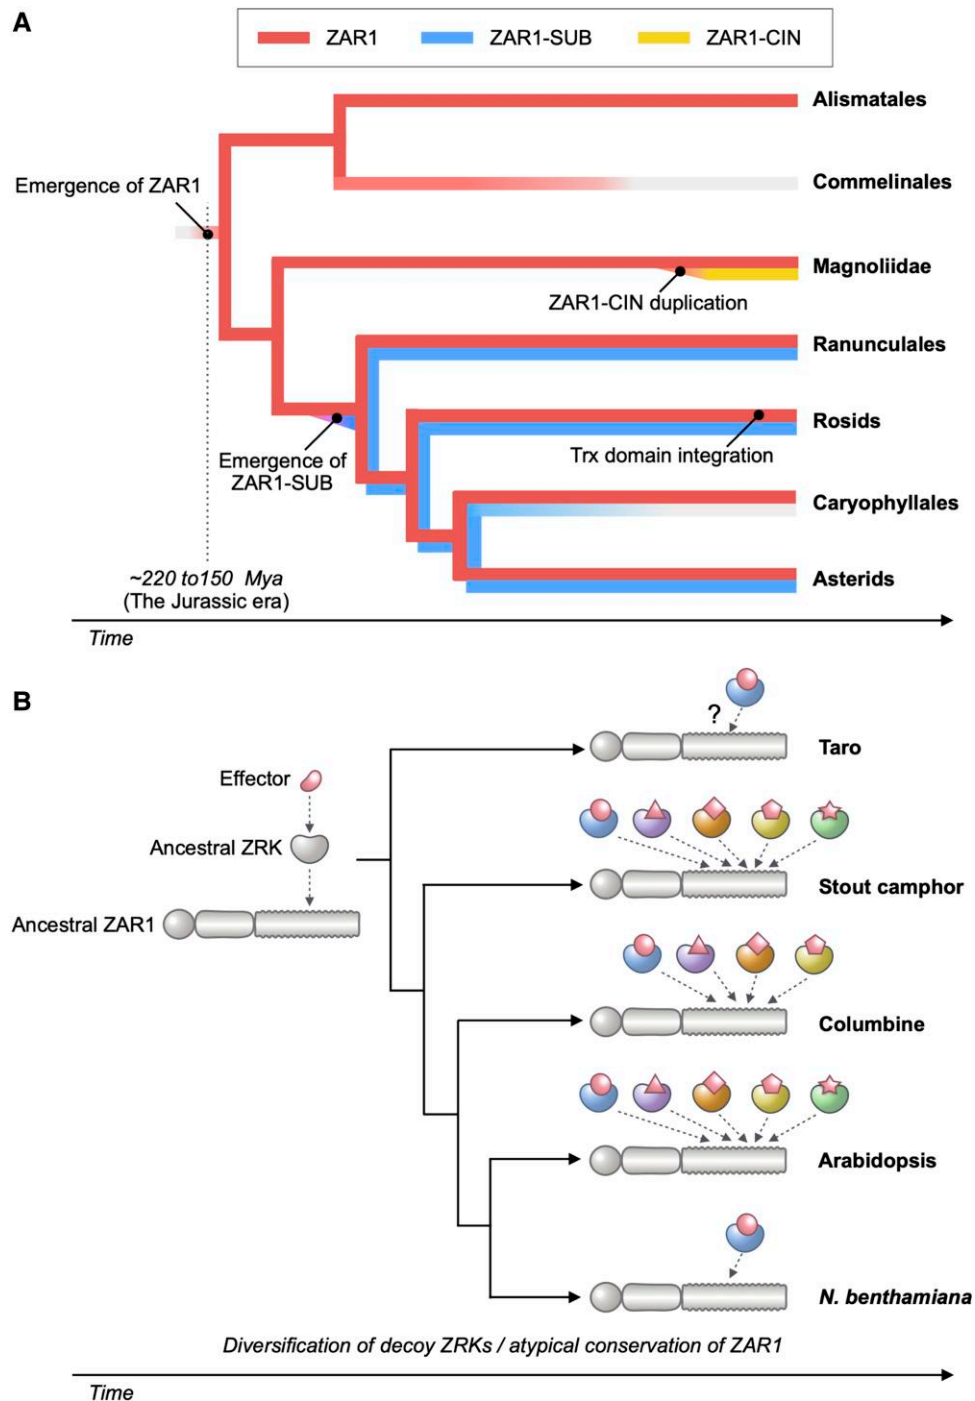 A
ZAR1 ZAR1-SUB ZAR1-CIN
Alismatales
Emergence of ZAR1
Commelinales
Magnoliidae
ZAR1-CIN duplication
Ranunculales
Rosids
Emergence of
ZAR1-SUB
Trx domain integration
Caryophyllales
~220 to150 Mya
(The Jurassic era)
Asterids
Time
B
?
Taro
Effector
Ancestral ZRK
Stout camphor
Ancestral ZAR1
Columbine
Arabidopsis
N. benthamiana
Diversification of decoy ZRKs / atypical conservation of ZAR1
Time